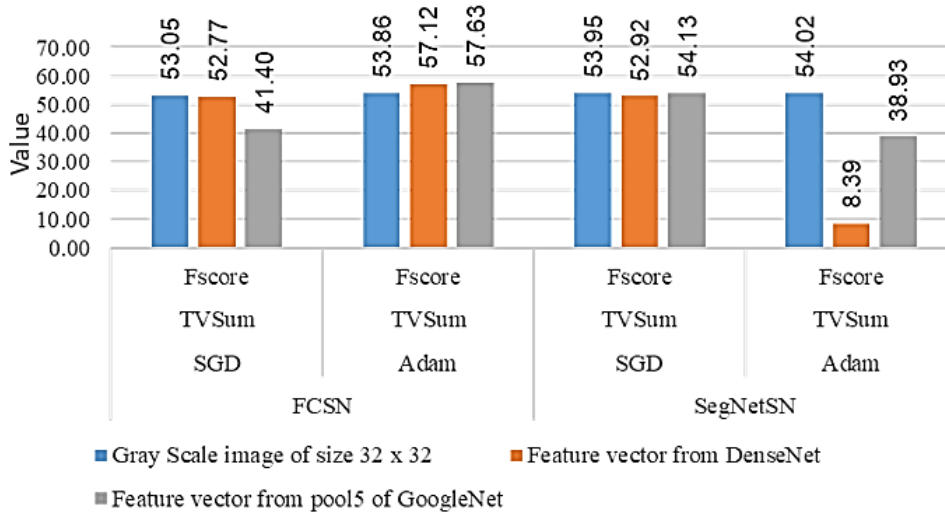 53.05 52.77 41.40 53.86 57.12 57.63 53.95 52.92 54.13 54.02 8.39 38.93
Value
70.00
60.00
50.00
40.00
30.00
20.00
10.00
0.00
Fscore Fscore Fscore Fscore
TVSum TVSum TVSum TVSum
SGD Adam SGD Adam
FCSN SegNetSN
Gray Scale image of size 32 x 32 Feature vector from DenseNet
Feature vector from pool5 of GoogleNet